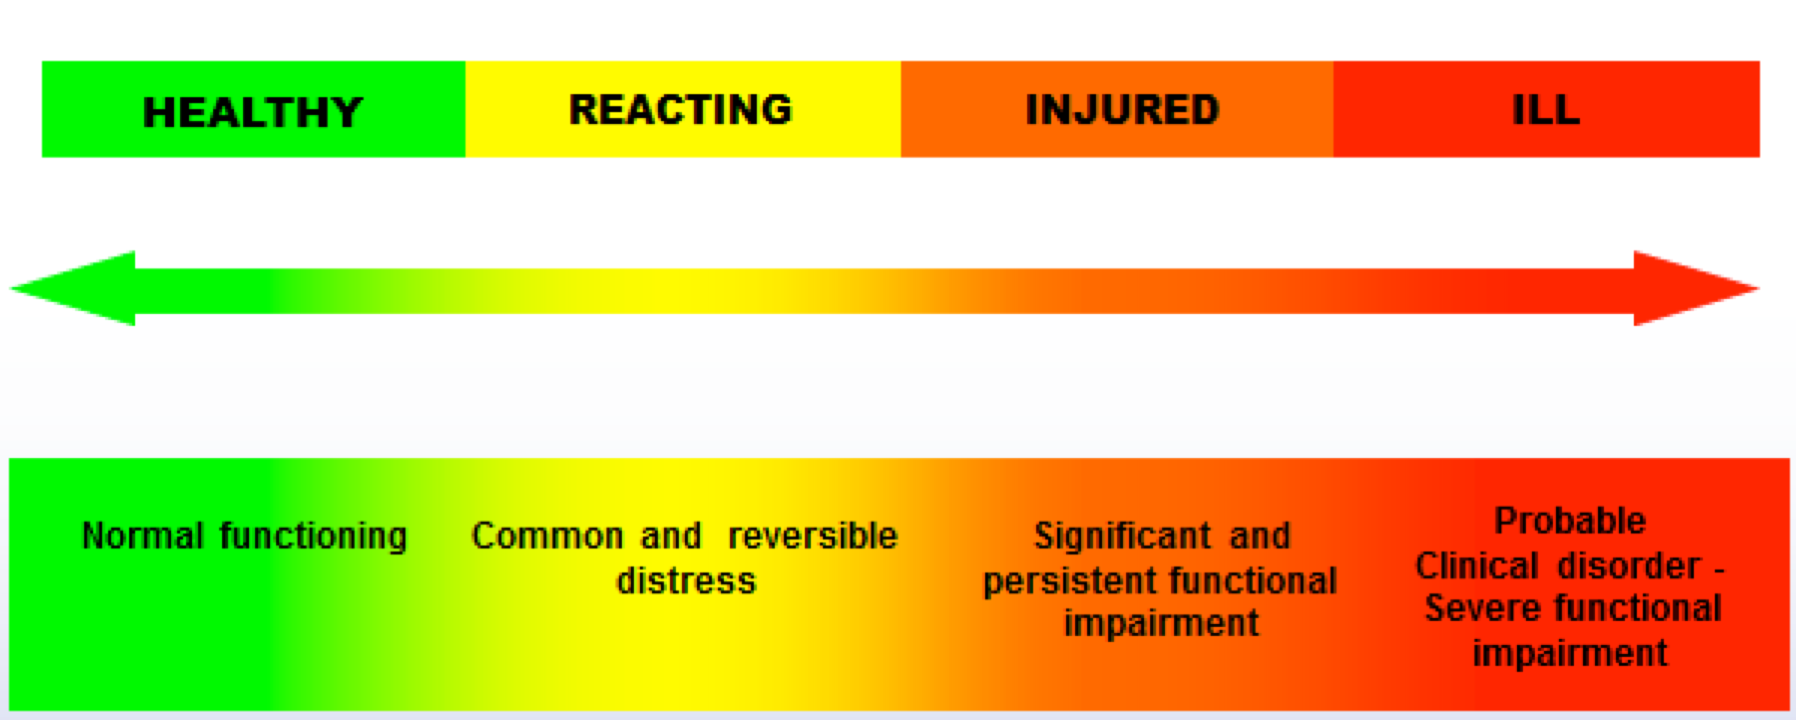 HEALTHY REACTING INJURED ILL
Normal functioning
Common and reversible
distress
Significant and
persistent functional
impairment
Probable
Clinical disorder -
Severe functional
impairment